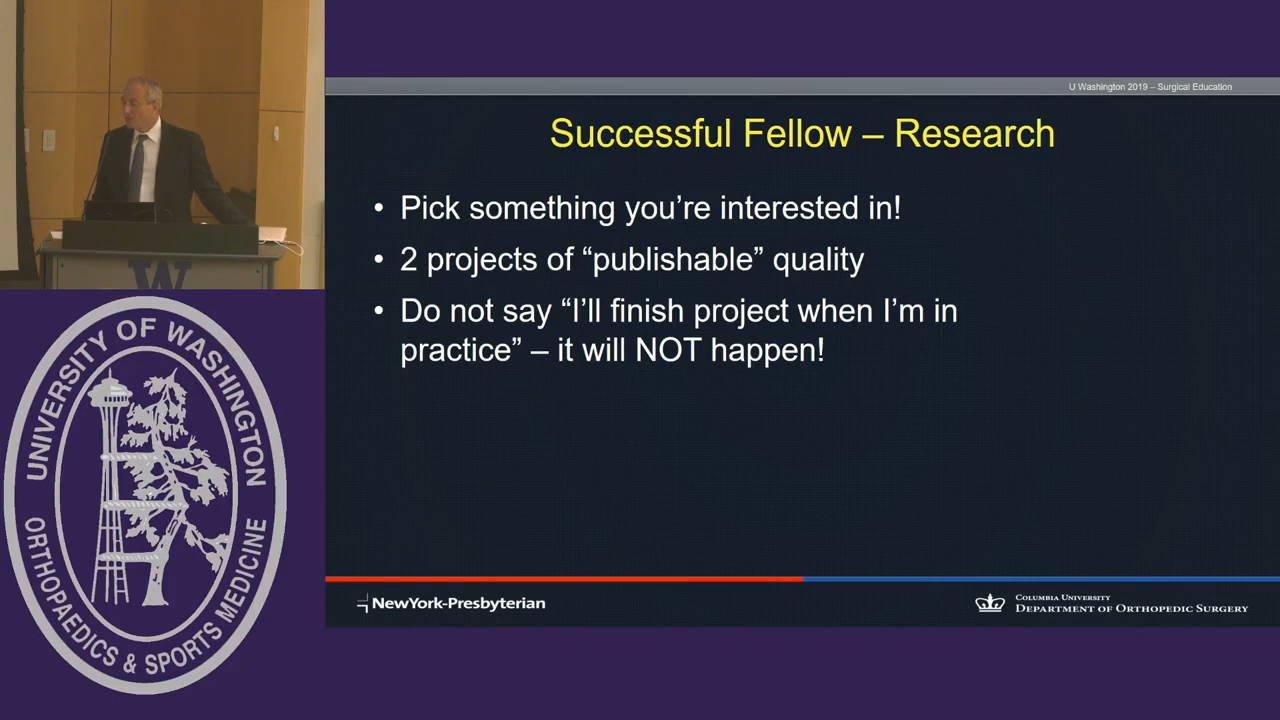 U Washington 2019 – Surgical Education
Successful Fellow – Research
• Pick something you’re interested in!
• 2 projects of “publishable” quality
• Do not say “I’ll finish project when I’m in
practice” – it will NOT happen!
NewYork-Presbyterian
COLUMBIA UNIVERSITY
DEPARTMENT OF ORTHOPEDIC SURGERY
W
UNIVERSITY OF WASHINGTON
ORTHOPAEDICS & SPORTS MEDICINE